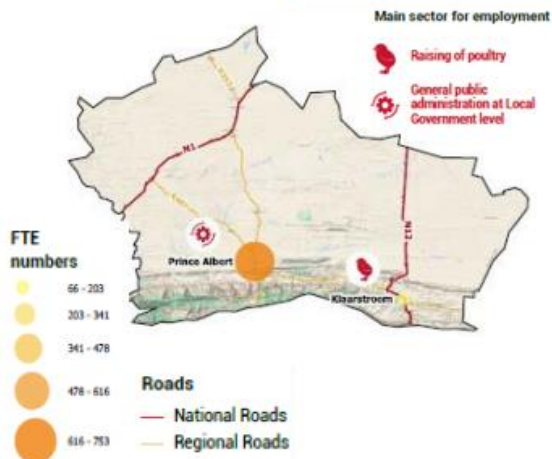 Main sector for employment
Raising of poultry
General public
administration at Local
Government level
N1
N12
Prince Albert
Klaarstroom
FTE
numbers
66 - 203
203 - 341
341 - 478
478 - 616
616 - 753
Roads
National Roads
Regional Roads